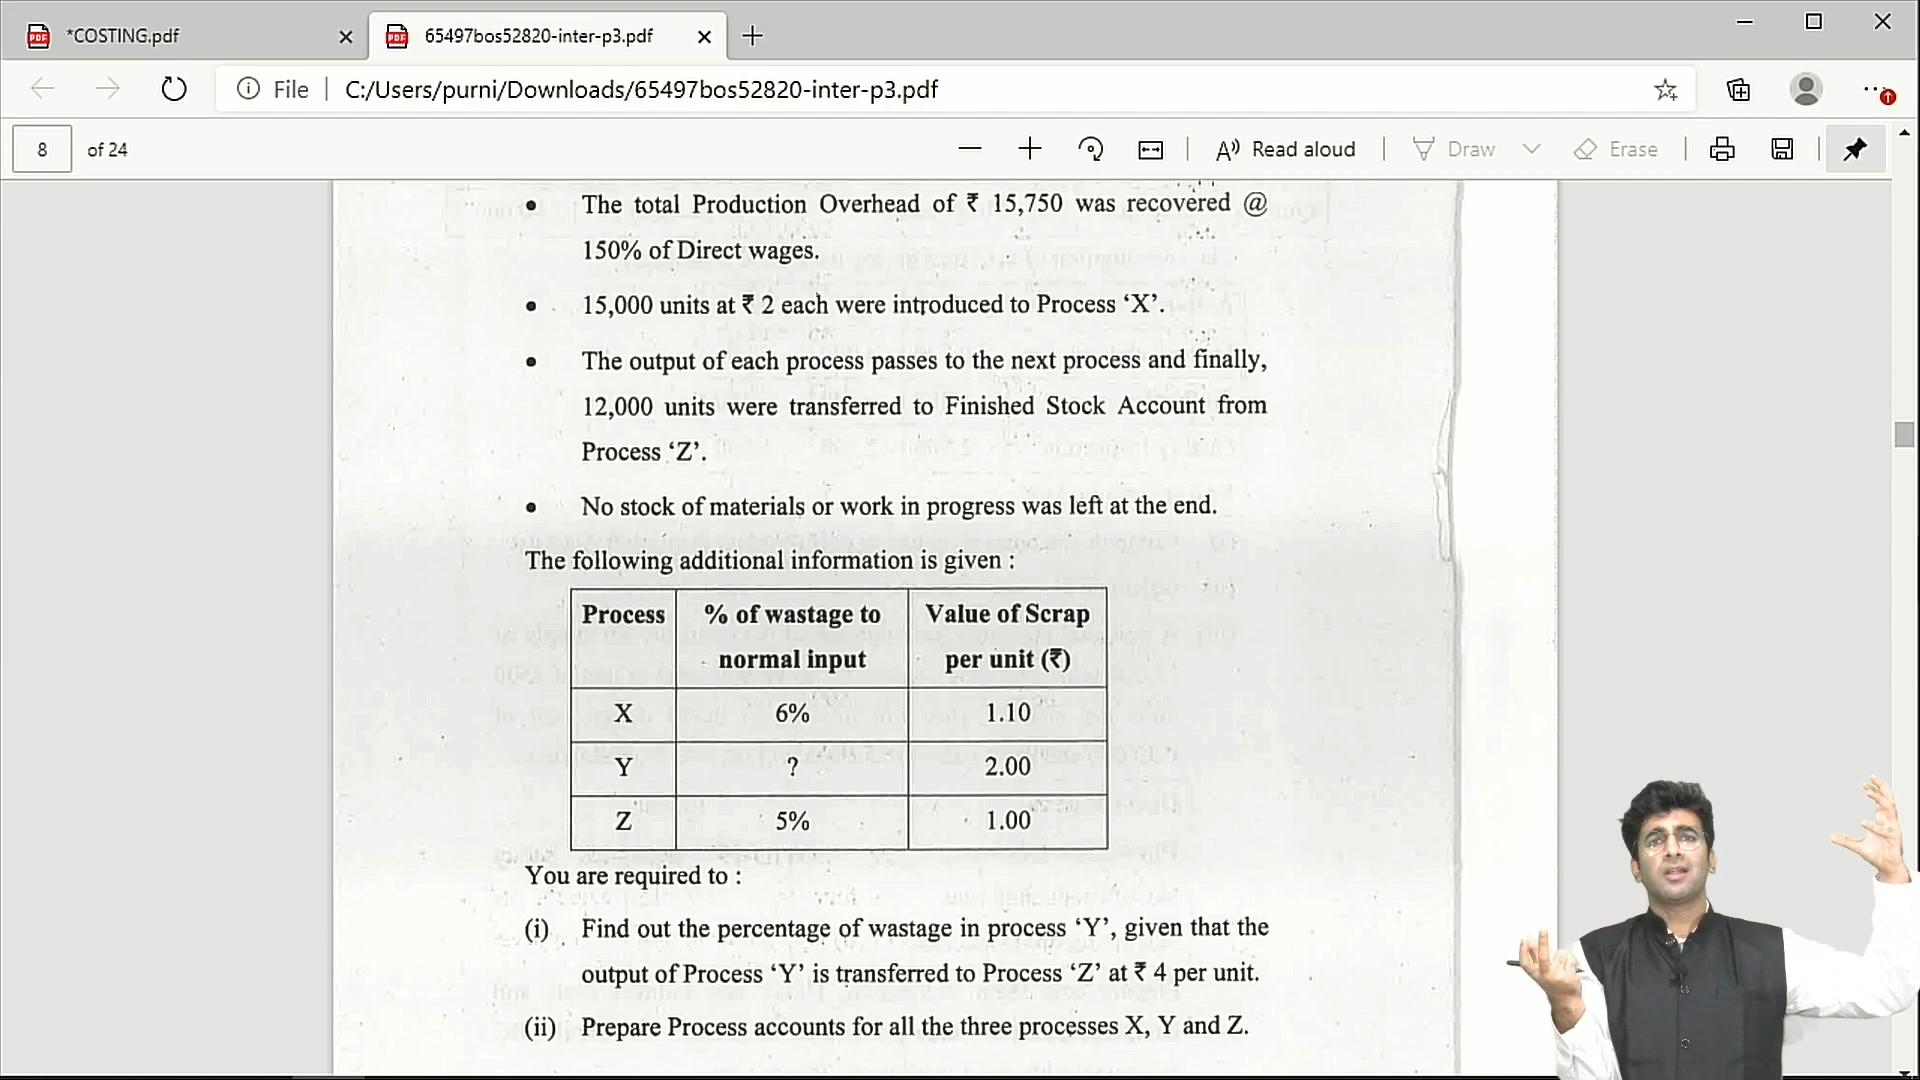 *COSTING.pdf
65497bos52820-inter-p3.pdf
File
C:/Users/purni/Downloads/65497bos52820-inter-p3.pdf
8
of 24
Read aloud
Draw
Erase
• The total Production Overhead of ₹ 15,750 was recovered @
150% of Direct wages.
• 15,000 units at ₹ 2 each were introduced to Process ‘X’.
• The output of each process passes to the next process and finally,
12,000 units were transferred to Finished Stock Account from
Process ‘Z’.
• No stock of materials or work in progress was left at the end.
The following additional information is given :
Process % of wastage to Value of Scrap
normal input per unit (₹)
X 6% 1.10
Y ? 2.00
Z 5% 1.00
You are required to :
(i) Find out the percentage of wastage in process ‘Y’, given that the
output of Process ‘Y’ is transferred to Process ‘Z’ at ₹ 4 per unit.
(ii) Prepare Process accounts for all the three processes X, Y and Z.